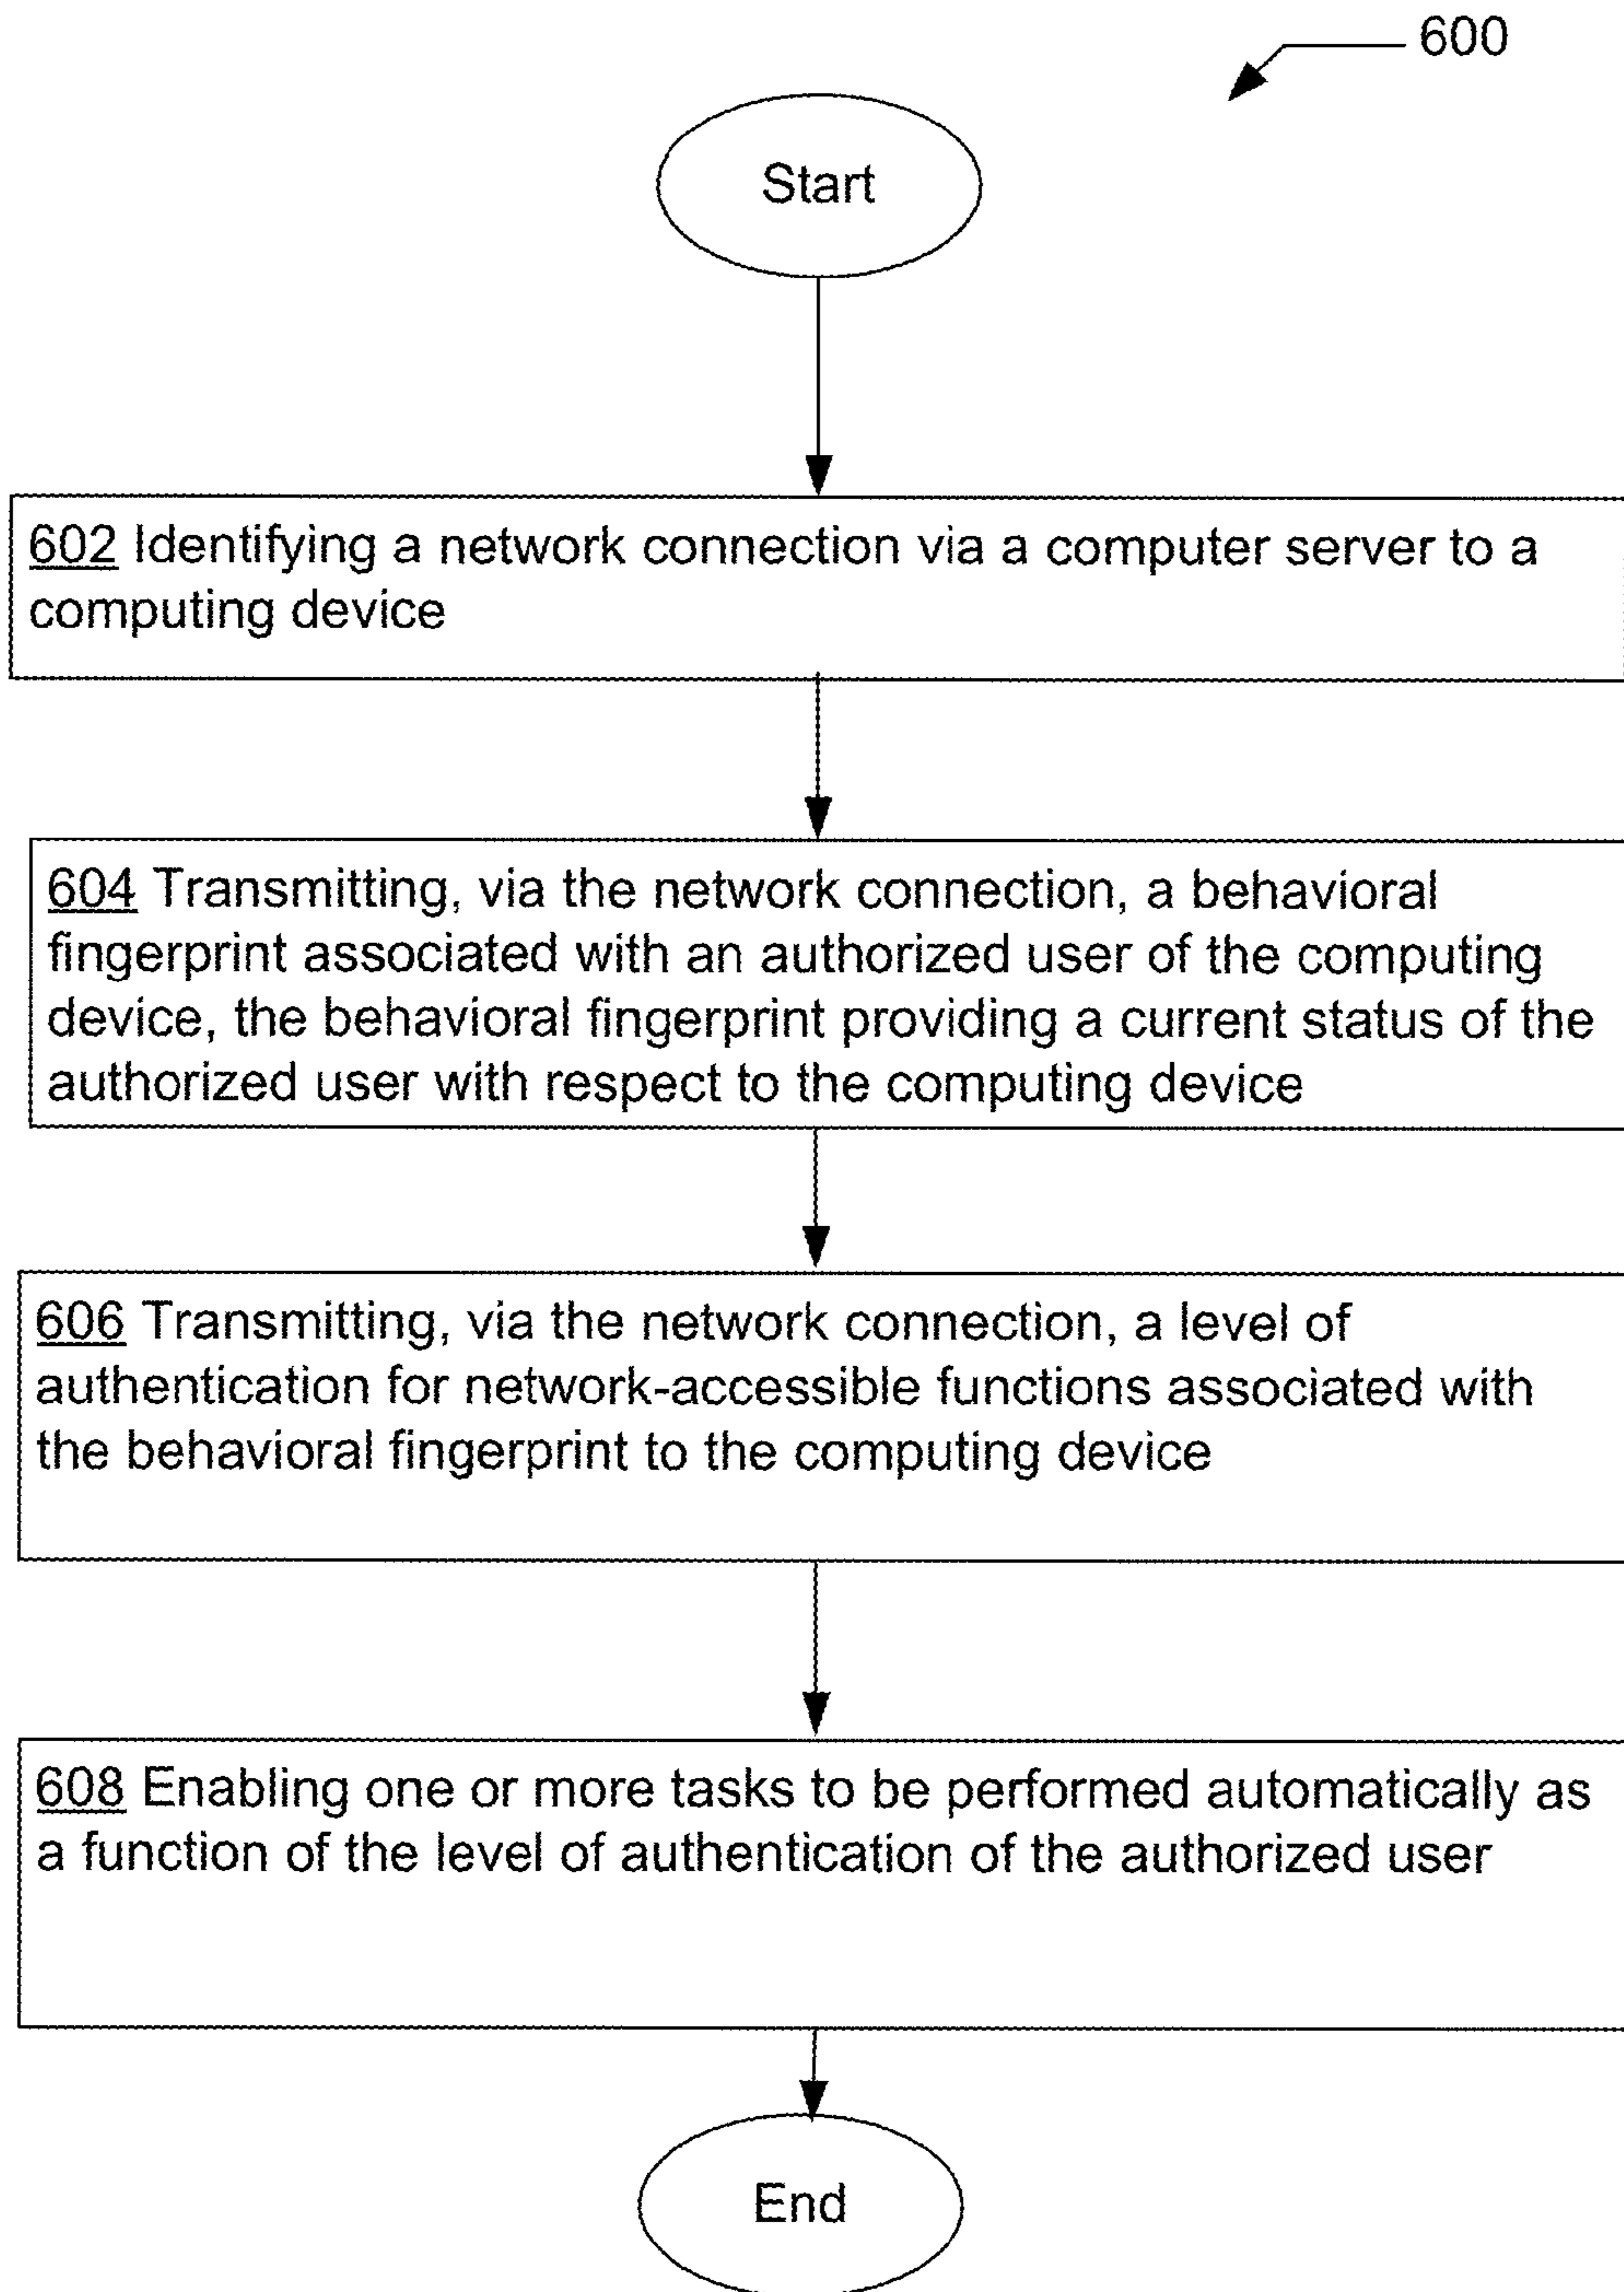 600
Start
602 Identifying a network connection via a computer server to a
computing device
604 Transmitting, via the network connection, a behavioral
fingerprint associated with an authorized user of the computing
device, the behavioral fingerprint providing a current status of the
authorized user with respect to the computing device
606 Transmitting, via the network connection, a level of
authentication for network-accessible functions associated with
the behavioral fingerprint to the computing device
608 Enabling one or more tasks to be performed automatically as
a function of the level of authentication of the authorized user
End